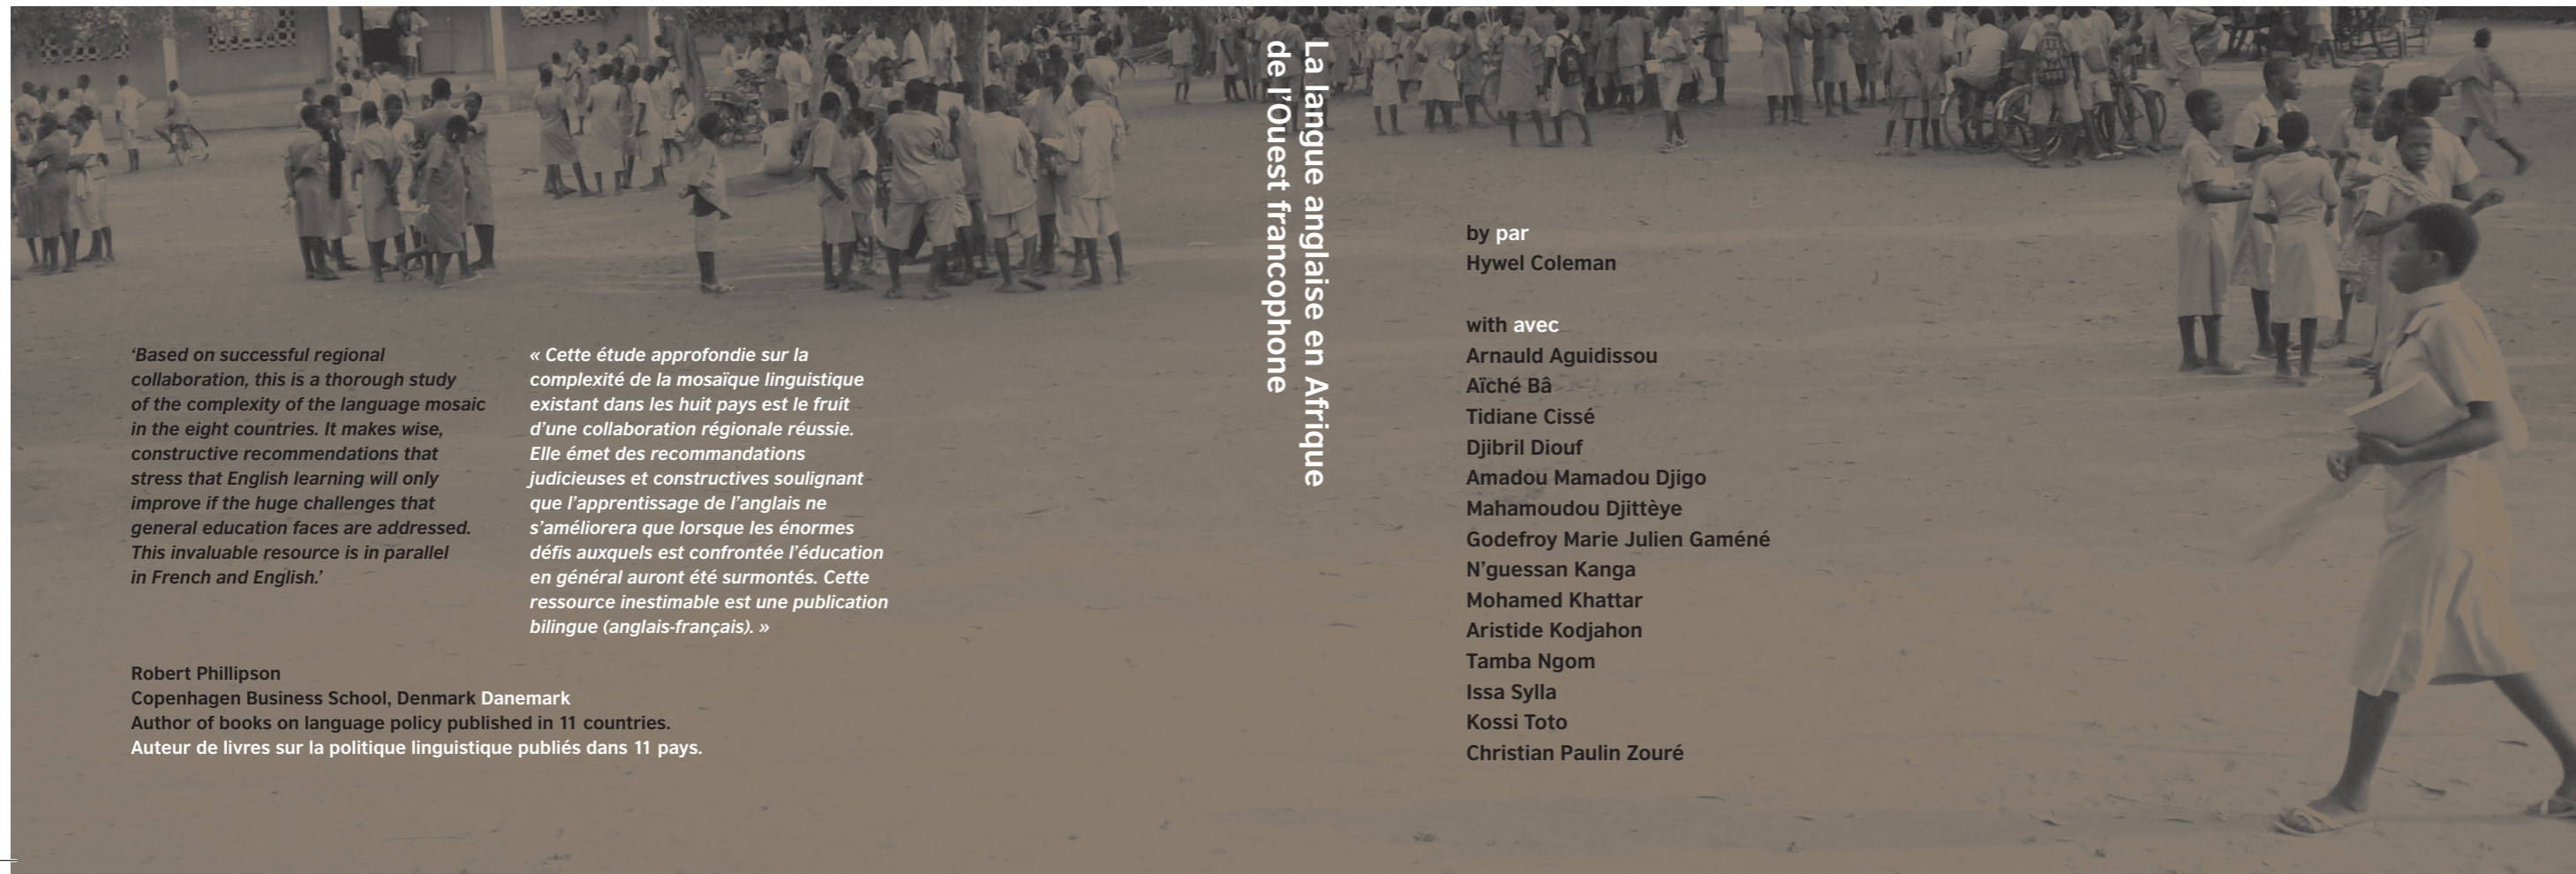 ‘Based on successful regional
collaboration, this is a thorough study
of the complexity of the language mosaic
in the eight countries. It makes wise,
constructive recommendations that
stress that English learning will only
improve if the huge challenges that
general education faces are addressed.
This invaluable resource is in parallel
in French and English.’
« Cette étude approfondie sur la
complexité de la mosaïque linguistique
existant dans les huit pays est le fruit
d’une collaboration régionale réussie.
Elle émet des recommandations
judicieuses et constructives soulignant
que l’apprentissage de l’anglais ne
s’améliorera que lorsque les énormes
défis auxquels est confrontée l’éducation
en général auront été surmontés. Cette
ressource inestimable est une publication
bilingue (anglais-français). »
Robert Phillipson
Copenhagen Business School, Denmark Danemark
Author of books on language policy published in 11 countries.
Auteur de livres sur la politique linguistique publiés dans 11 pays.
La langue anglaise en Afrique
de l’Ouest francophone
by par
Hywel Coleman
with avec
Arnauld Aguidissou
Aïché Bâ
Tidiane Cissé
Djibril Diouf
Amadou Mamadou Djigo
Mahamoudou Djittèye
Godefroy Marie Julien Gaméné
N’guessan Kanga
Mohamed Khattar
Aristide Kodjahon
Tamba Ngom
Issa Sylla
Kossi Toto
Christian Paulin Zouré